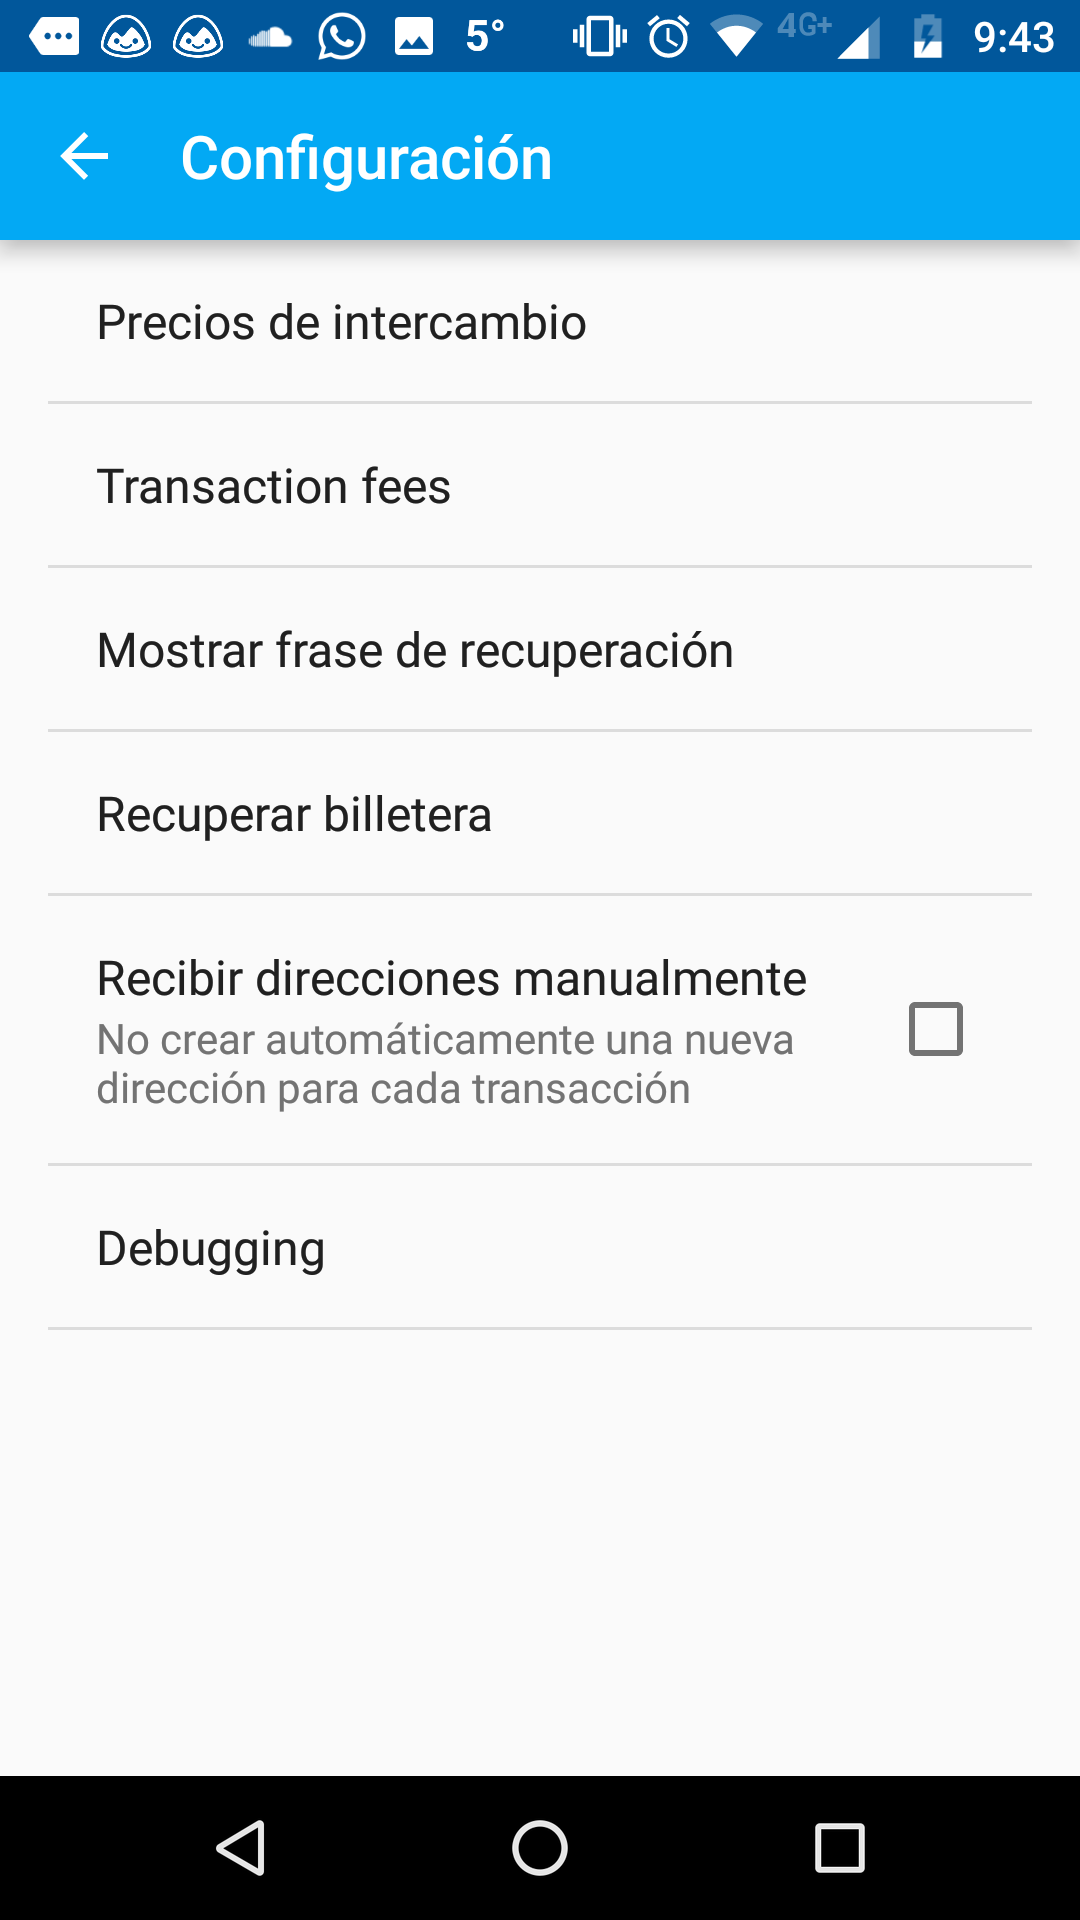 5° 4G+ 9:43
Configuración
Precios de intercambio
Transaction fees
Mostrar frase de recuperación
Recuperar billetera
Recibir direcciones manualmente
No crear automáticamente una nueva
dirección para cada transacción
Debugging